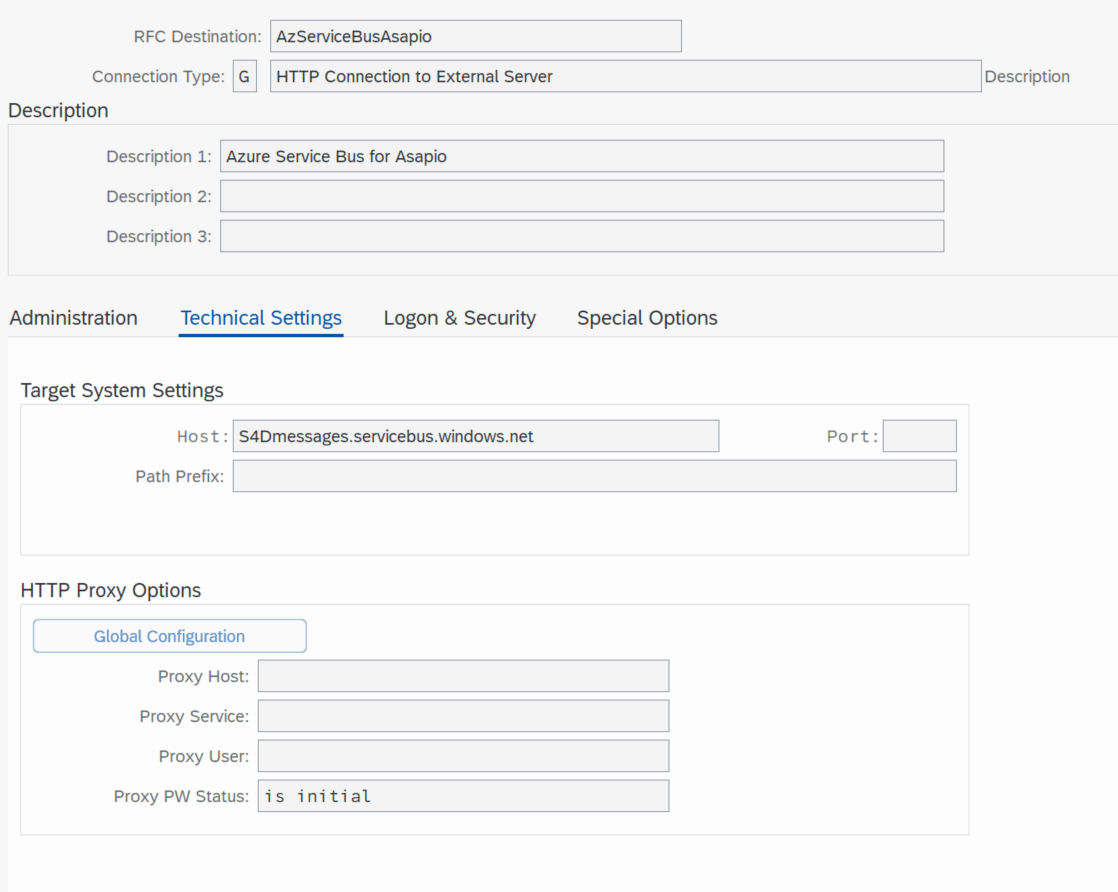 RFC Destination: AzServiceBusAsapio
Connection Type: G HTTP Connection to External Server Description
Description
Description 1: Azure Service Bus for Asapio
Description 2:
Description 3:
Administration Technical Settings Logon & Security Special Options
Target System Settings
Host: S4Dmessages.servicebus.windows.net Port:
Path Prefix:
HTTP Proxy Options
Global Configuration
Proxy Host:
Proxy Service:
Proxy User:
Proxy PW Status: is initial